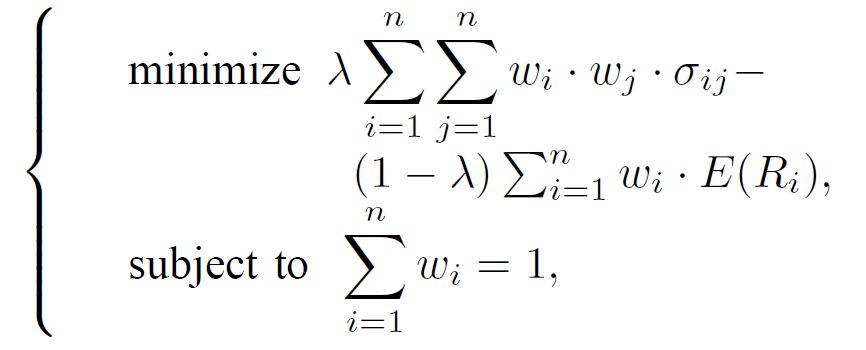 minimize λ∑_{i=1}^{n} ∑_{j=1}^{n} w_i · w_j · σ_{ij} −
(1 − λ) ∑_{i=1}^{n} w_i · E(R_i),
subject to ∑_{i=1}^{n} w_i = 1,